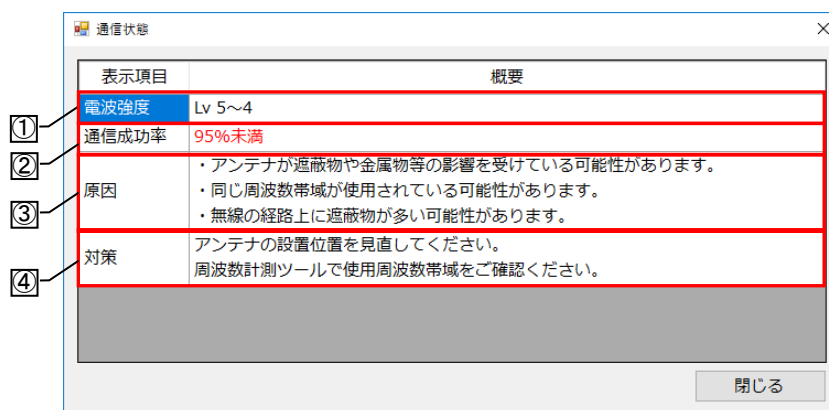 通信状態
表示項目 概要
① 電波強度 Lv 5～4
② 通信成功率 95%未満
・アンテナが遮蔽物や金属物等の影響を受けている可能性があります。
③ 原因 ・同じ周波数帯域が使用されている可能性があります。
・無線の経路上に遮蔽物が多い可能性があります。
④ 対策 アンテナの設置位置を見直してください。
周波数計測ツールで使用周波数帯域をご確認ください。
閉じる